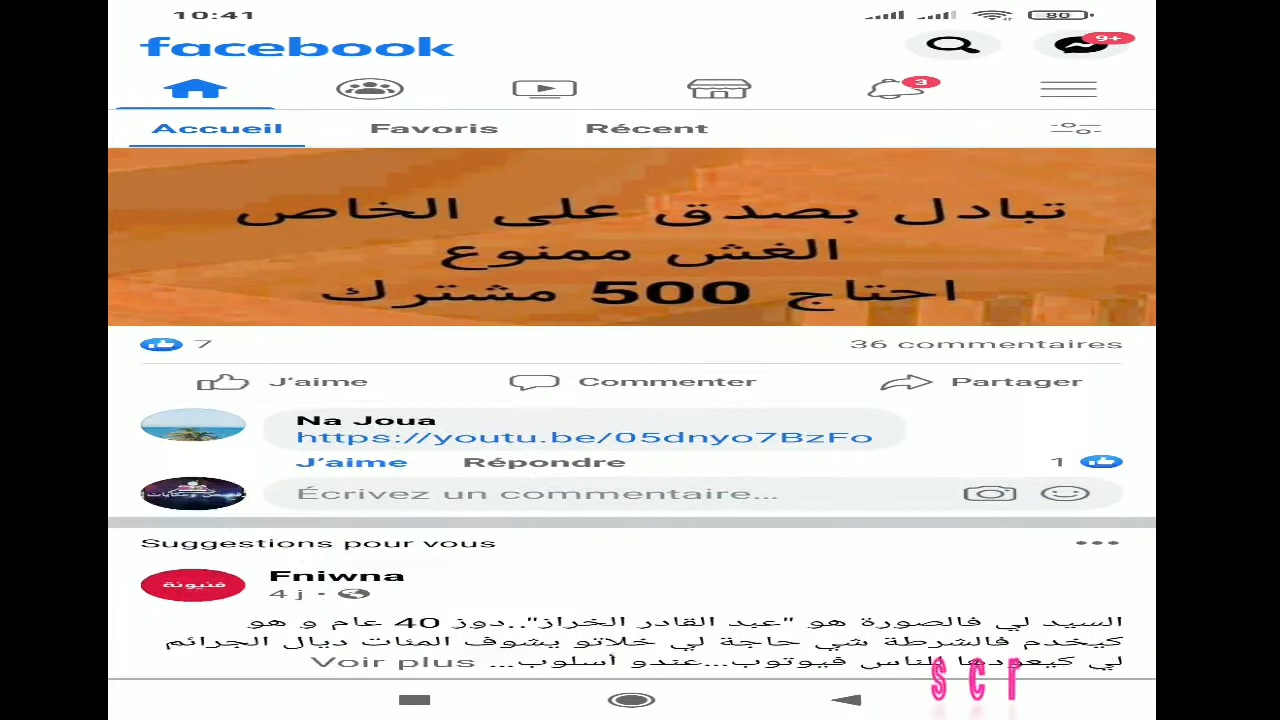 10:41
80
facebook
9+
3
Accueil Favoris Récent
تبادل بصدق على الخاص
الغش ممنوع
احتاج 500 مشترك
7 36 commentaires
J'aime Commenter Partager
Na Joua
https://youtu.be/05dnyo7BzFo
J'aime Répondre 1
Écrivez un commentaire...
Suggestions pour vous
فنيونة
Fniwna
4 j
السيد لي فالصورة هو "عبد القادر الخراز"..دوز 40 عام و هو
كيخدم فالشرطة شي حاجة لي خلاتو يشوف المئات ديال الجرائم
لي كيعودها للناس فيوتوب...عندو أسلوب... Voir plus
scr